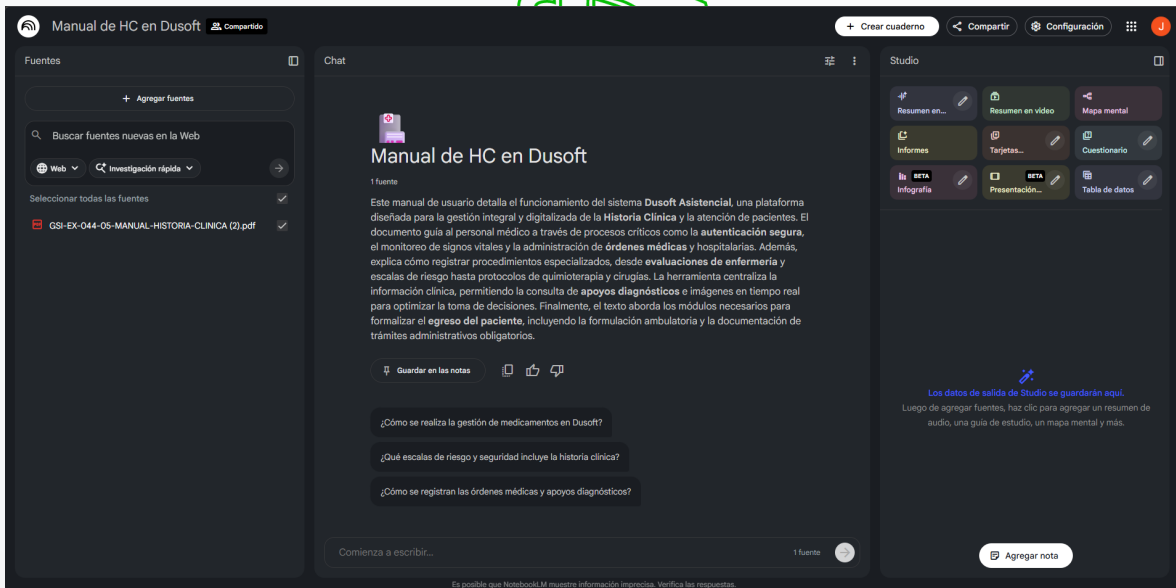 Manual de HC en Dusoft
Compartido
+ Crear cuaderno
Compartir
Configuración
J
Fuentes
+ Agregar fuentes
Buscar fuentes nuevas en la Web
Web
Investigación rápida
Seleccionar todas las fuentes
GSI-EX-044-05-MANUAL-HISTORIA-CLINICA (2).pdf
Chat
Manual de HC en Dusoft
1 fuente
Este manual de usuario detalla el funcionamiento del sistema Dusoft Asistencial, una plataforma
diseñada para la gestión integral y digitalizada de la Historia Clínica y la atención de pacientes. El
documento guía al personal médico a través de procesos críticos como la autenticación segura,
el monitoreo de signos vitales y la administración de órdenes médicas y hospitalarias. Además,
explica cómo registrar procedimientos especializados, desde evaluaciones de enfermería y
escalas de riesgo hasta protocolos de quimioterapia y cirugías. La herramienta centraliza la
información clínica, permitiendo la consulta de apoyos diagnósticos e imágenes en tiempo real
para optimizar la toma de decisiones. Finalmente, el texto aborda los módulos necesarios para
formalizar el egreso del paciente, incluyendo la formulación ambulatoria y la documentación de
trámites administrativos obligatorios.
Guardar en las notas
¿Cómo se realiza la gestión de medicamentos en Dusoft?
¿Qué escalas de riesgo y seguridad incluye la historia clínica?
¿Cómo se registran las órdenes médicas y apoyos diagnósticos?
Comienza a escribir...
1 fuente
Es posible que NotebookLM muestre información imprecisa. Verifica las respuestas.
Studio
Resumen en...
Resumen en video
Mapa mental
Informes
Tarjetas...
Cuestionario
BETA
Infografía
BETA
Presentación...
Tabla de datos
Los datos de salida de Studio se guardarán aquí.
Luego de agregar fuentes, haz clic para agregar un resumen de
audio, una guía de estudio, un mapa mental y más.
Agregar nota